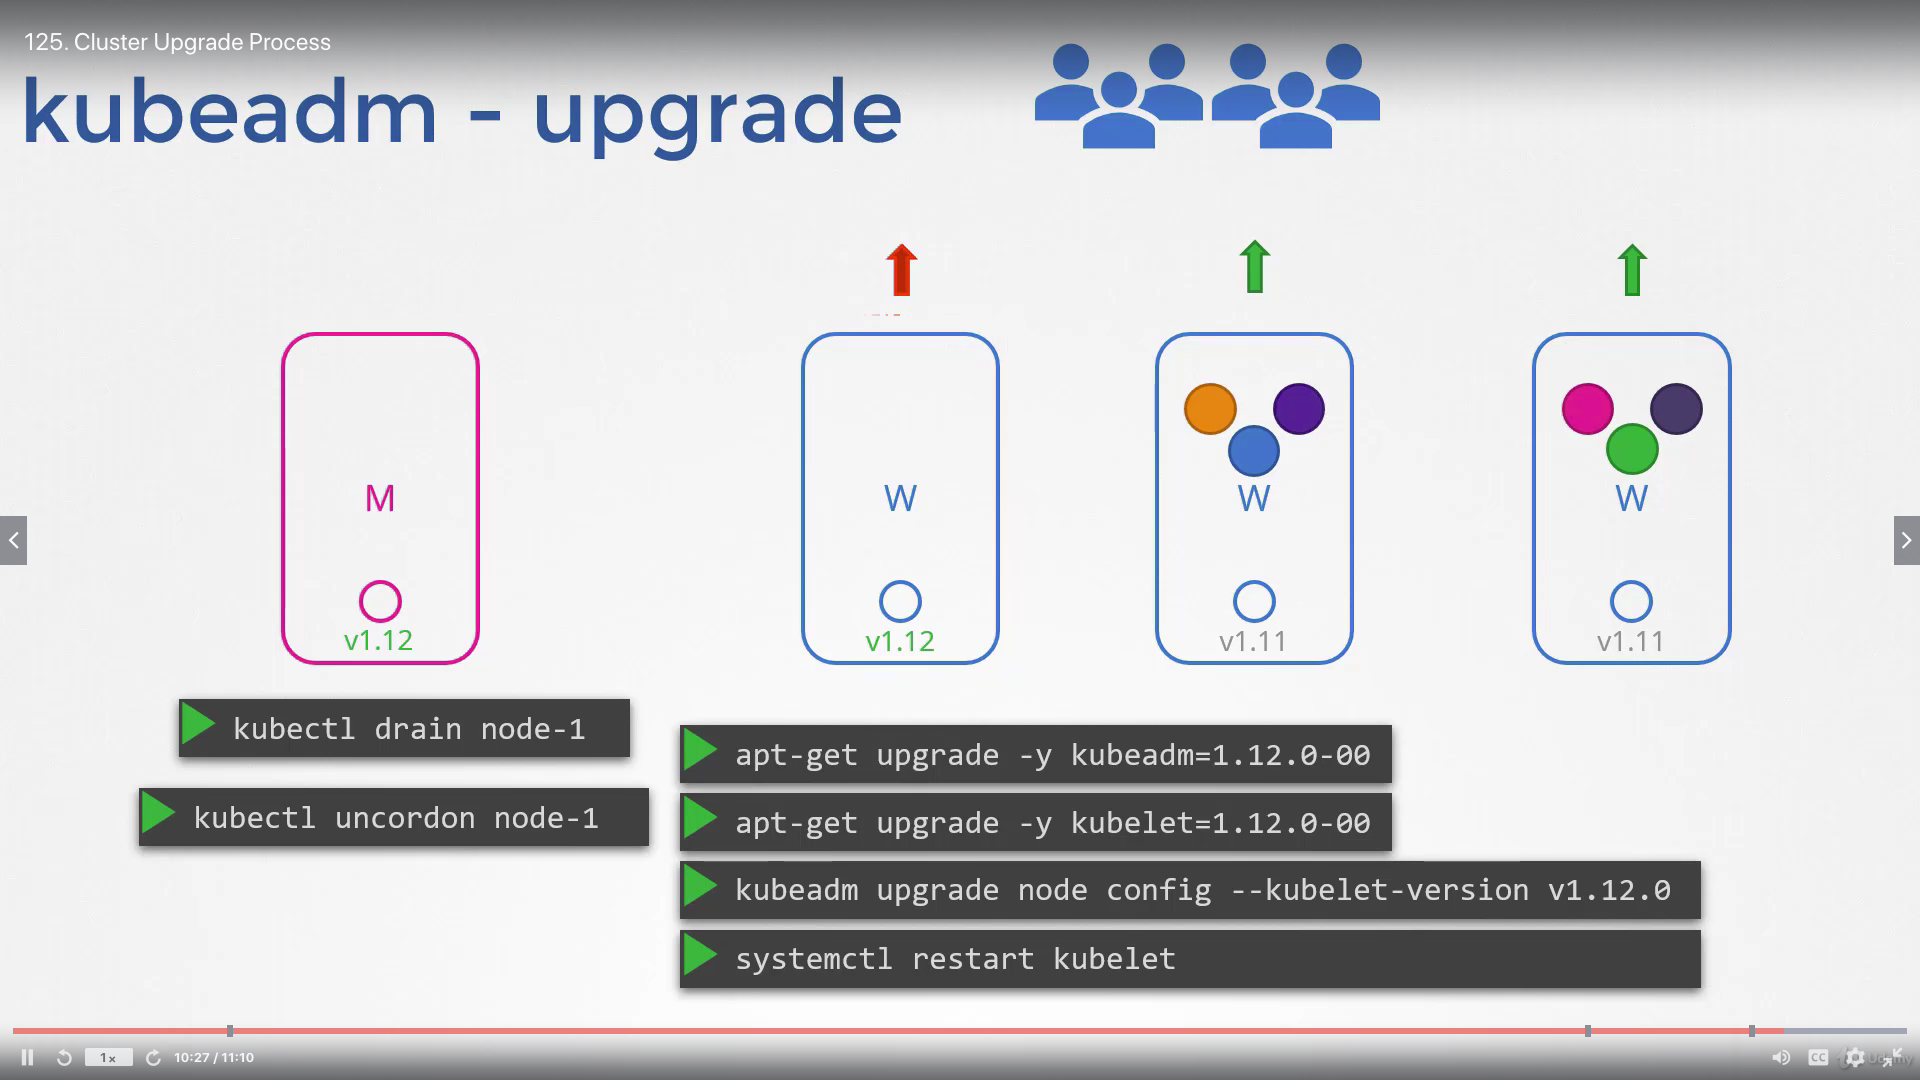 125. Cluster Upgrade Process
kubeadm - upgrade
M
v1.12
W
v1.12
W
v1.11
W
v1.11
kubectl drain node-1
kubectl uncordon node-1
apt-get upgrade -y kubeadm=1.12.0-00
apt-get upgrade -y kubelet=1.12.0-00
kubeadm upgrade node config --kubelet-version v1.12.0
systemctl restart kubelet
1x
10:27 / 11:10
CC